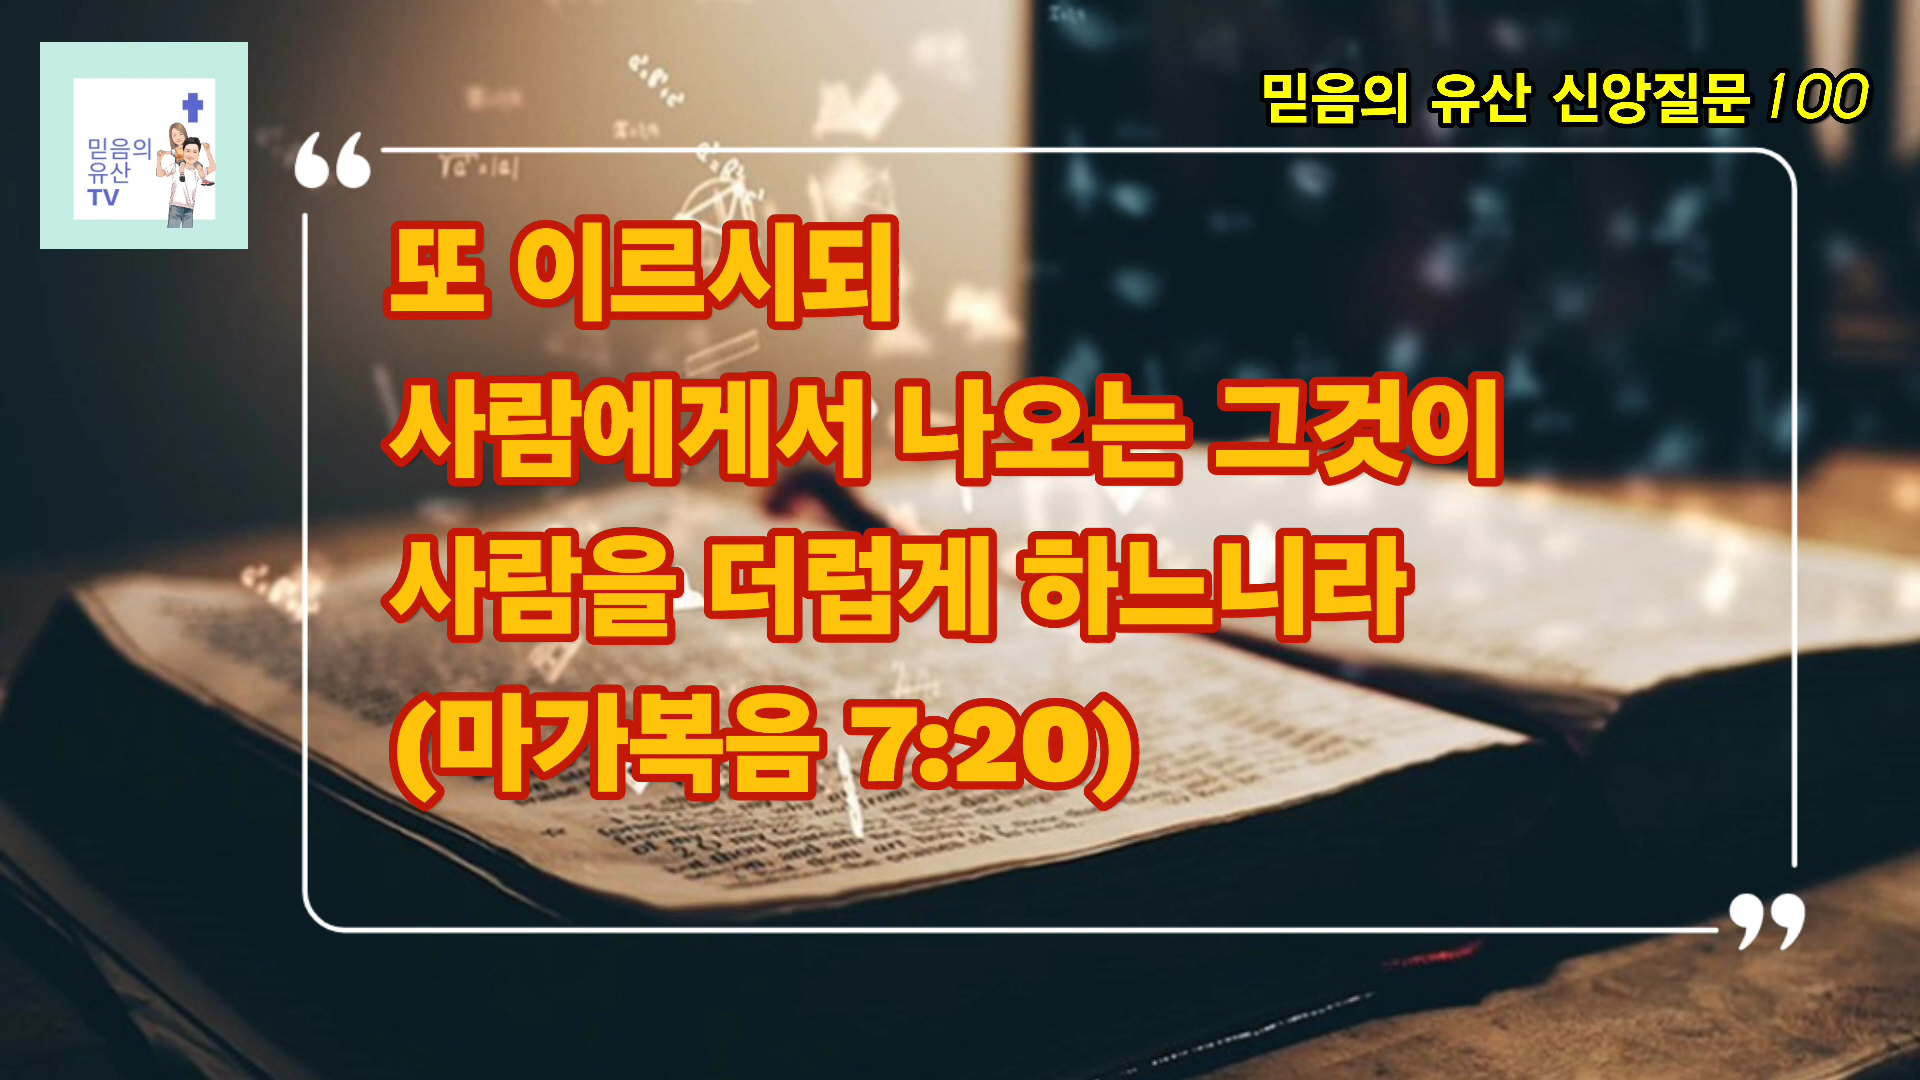 믿음의
유산
TV
믿음의 유산 신앙질문 100
또 이르시되
사람에게서 나오는 그것이
사람을 더럽게 하느니라
(마가복음 7:20)